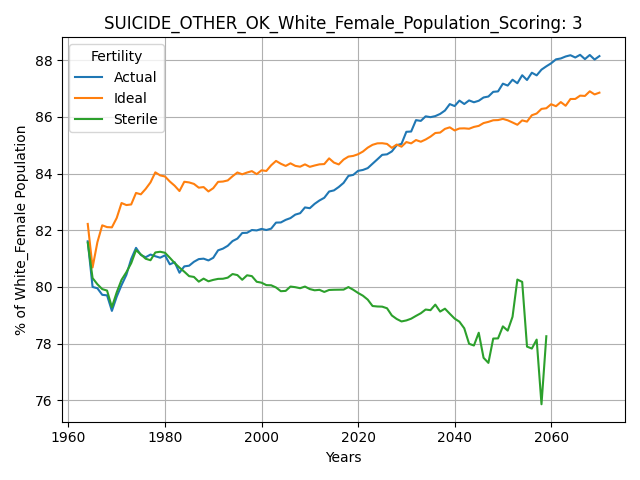 SUICIDE_OTHER_OK_White_Female_Population_Scoring: 3
Fertility
Actual
Ideal
Sterile
% of White_Female Population
88
86
84
82
80
78
76
1960
1980
2000
2020
2040
2060
Years